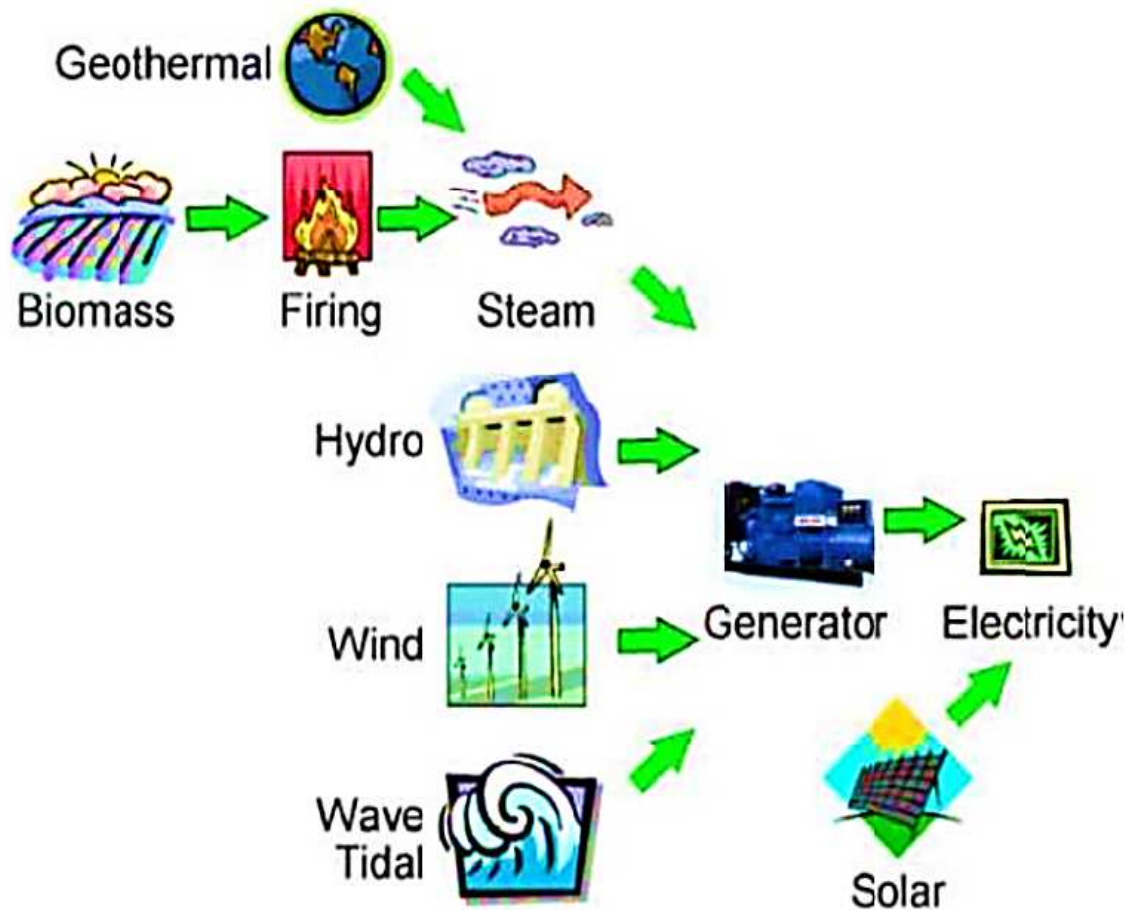 Geothermal
Biomass
Firing
Steam
Hydro
Wind
Generator
Electricity
Wave
Tidal
Solar